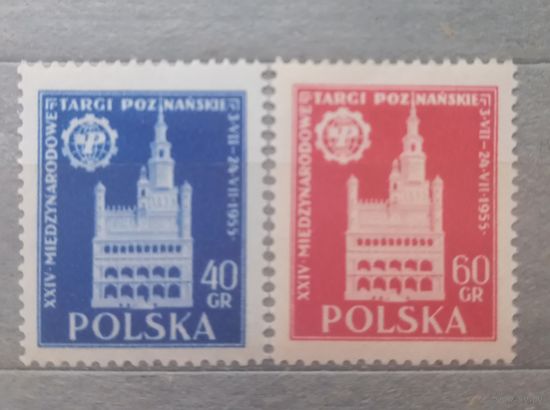 XXIV·MIĘDZYNARODOWE
TARGI POZNAŃSKIE
3·VII–24·VII·1955·
P
40
GR
POLSKA
XXIV·MIĘDZYNARODOWE
TARGI POZNAŃSKIE
3·VII–24·VII·1955·
P
60
GR
POLSKA